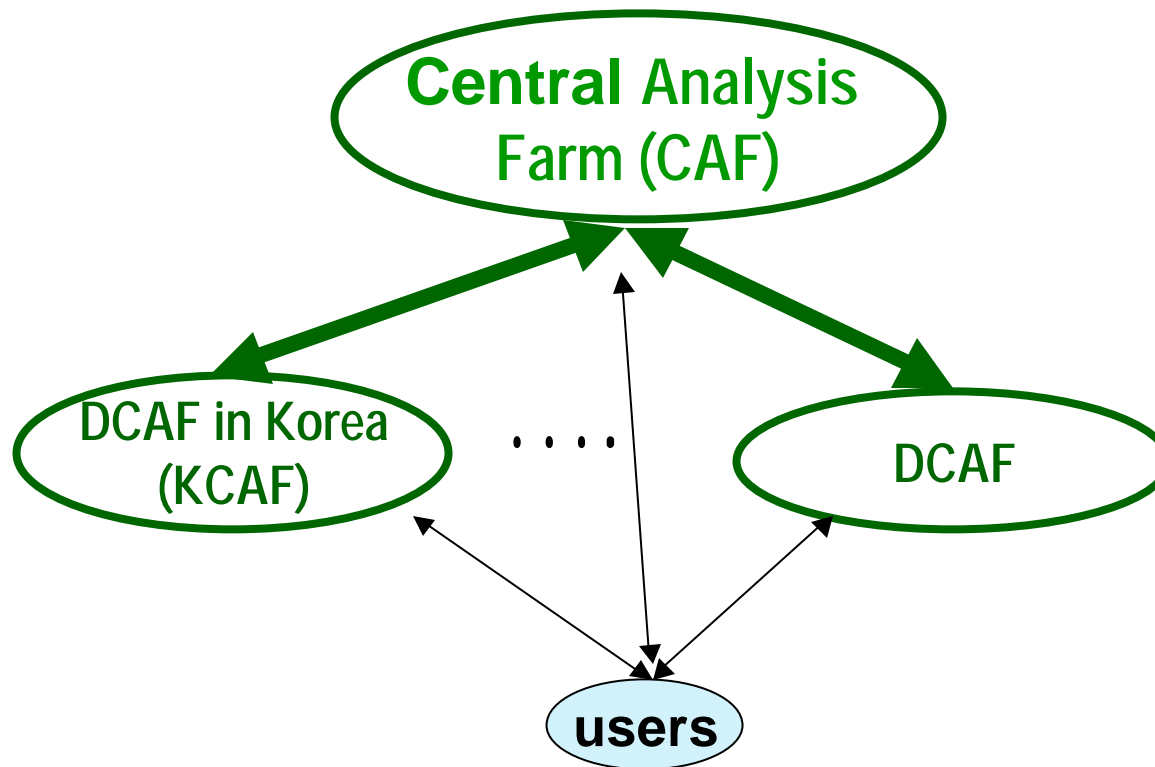 Central Analysis
Farm (CAF)
DCAF in Korea
(KCAF)
. . . .
DCAF
users